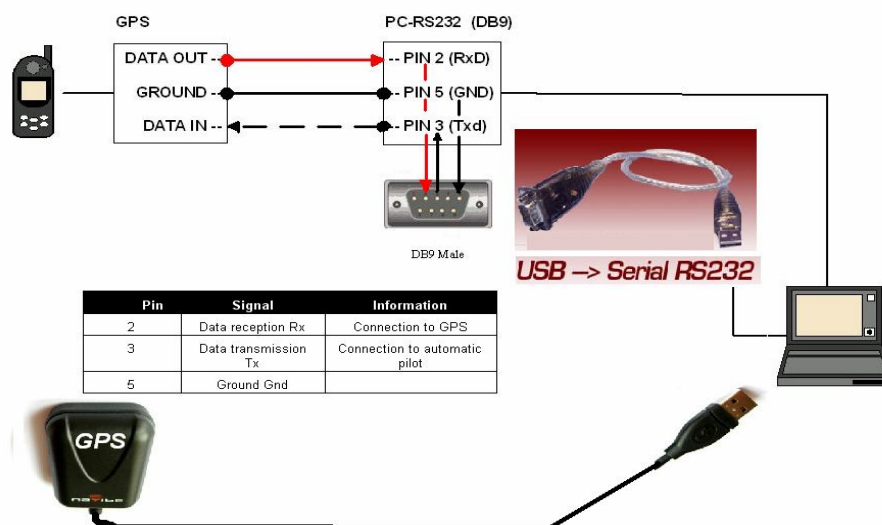 GPS
PC-RS232 (DB9)
DATA OUT -- -- PIN 2 (RxD)
GROUND -- -- PIN 5 (GND)
DATA IN -- -- PIN 3 (Txd)
DB9 Male
USB --> Serial RS232
Pin Signal Information
2 Data reception Rx Connection to GPS
3 Data transmission Tx Connection to automatic pilot
5 Ground Gnd
GPS